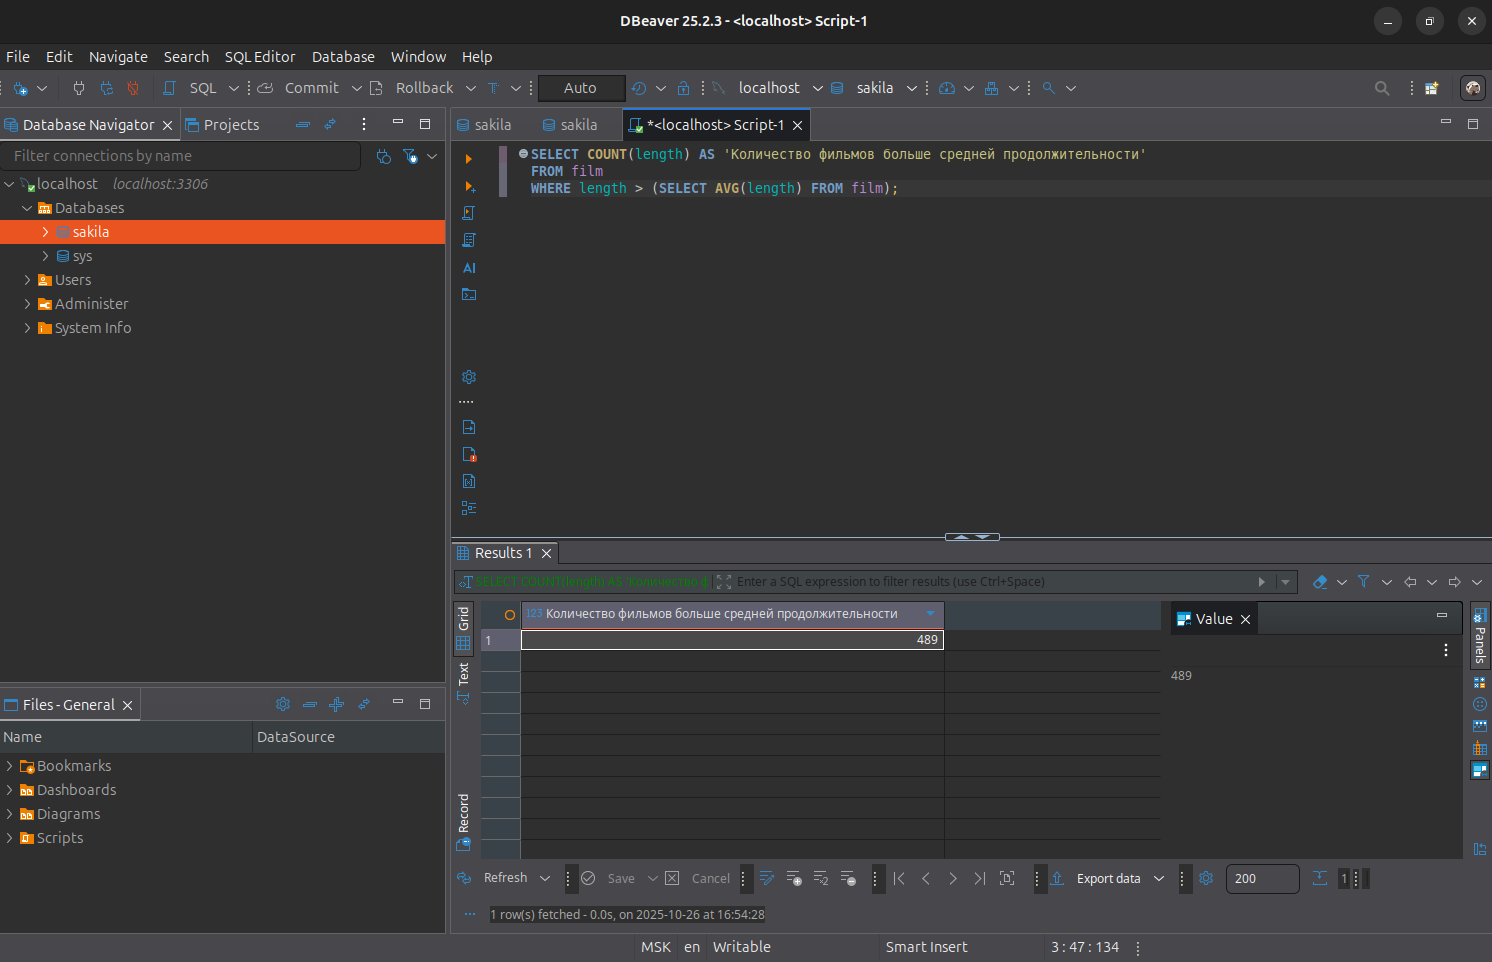 DBeaver 25.2.3 - <localhost> Script-1
File Edit Navigate Search SQL Editor Database Window Help
SQL Commit Rollback T Auto localhost sakila
Database Navigator Projects
Filter connections by name
localhost localhost:3306
Databases
sakila
sys
Users
Administer
System Info
Files - General
Name DataSource
Bookmarks
Dashboards
Diagrams
Scripts
sakila sakila *<localhost> Script-1
SELECT COUNT(length) AS 'Количество фильмов больше средней продолжительности'
FROM film
WHERE length > (SELECT AVG(length) FROM film);
AI
Results 1
Enter a SQL expression to filter results (use Ctrl+Space)
Grid
Text
Record
123 Количество фильмов больше средней продолжительности
1 489
Value
489
Panels
Refresh Save Cancel Export data 200 1
1 row(s) fetched - 0.0s, on 2025-10-26 at 16:54:28
MSK en Writable Smart Insert 3 : 47 : 134